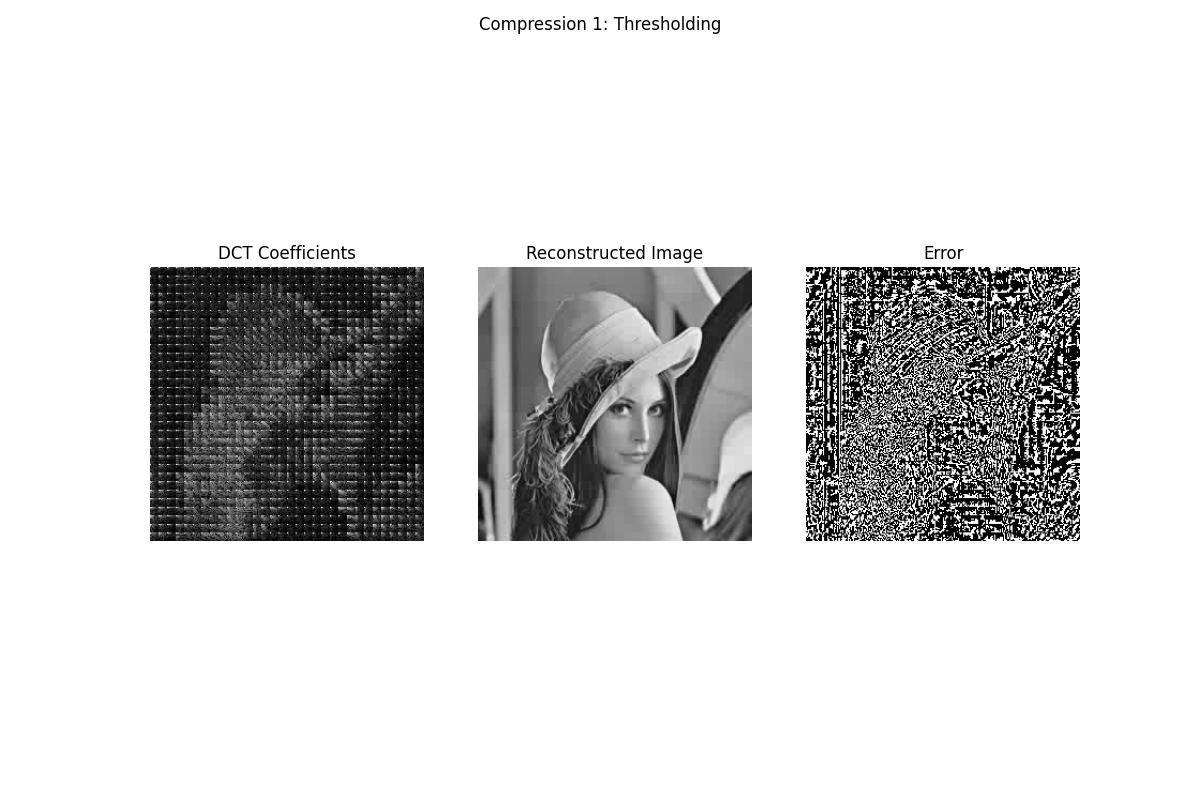 Compression 1: Thresholding
DCT Coefficients
Reconstructed Image
Error